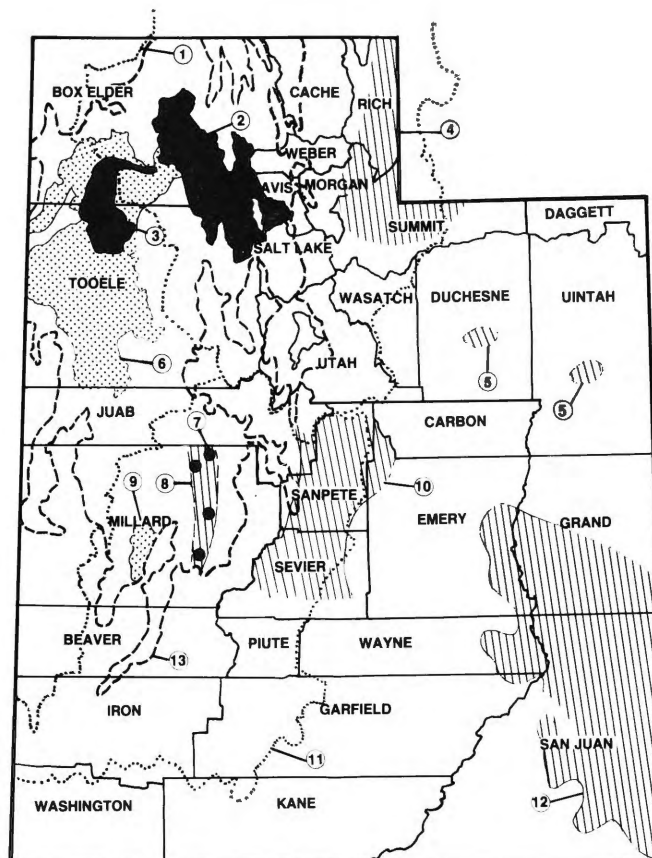 1
BOX ELDER
CACHE
RICH
2
4
WEBER
AVIS
MORGAN
3
SUMMIT
DAGGETT
SALT LAKE
TOOELE
WASATCH
DUCHESNE
UINTAH
6
UTAH
5
5
JUAB
7
CARBON
8
9
10
SANPETE
MILLARD
EMERY
GRAND
SEVIER
BEAVER
PIUTE
WAYNE
13
IRON
GARFIELD
SAN JUAN
11
12
WASHINGTON
KANE